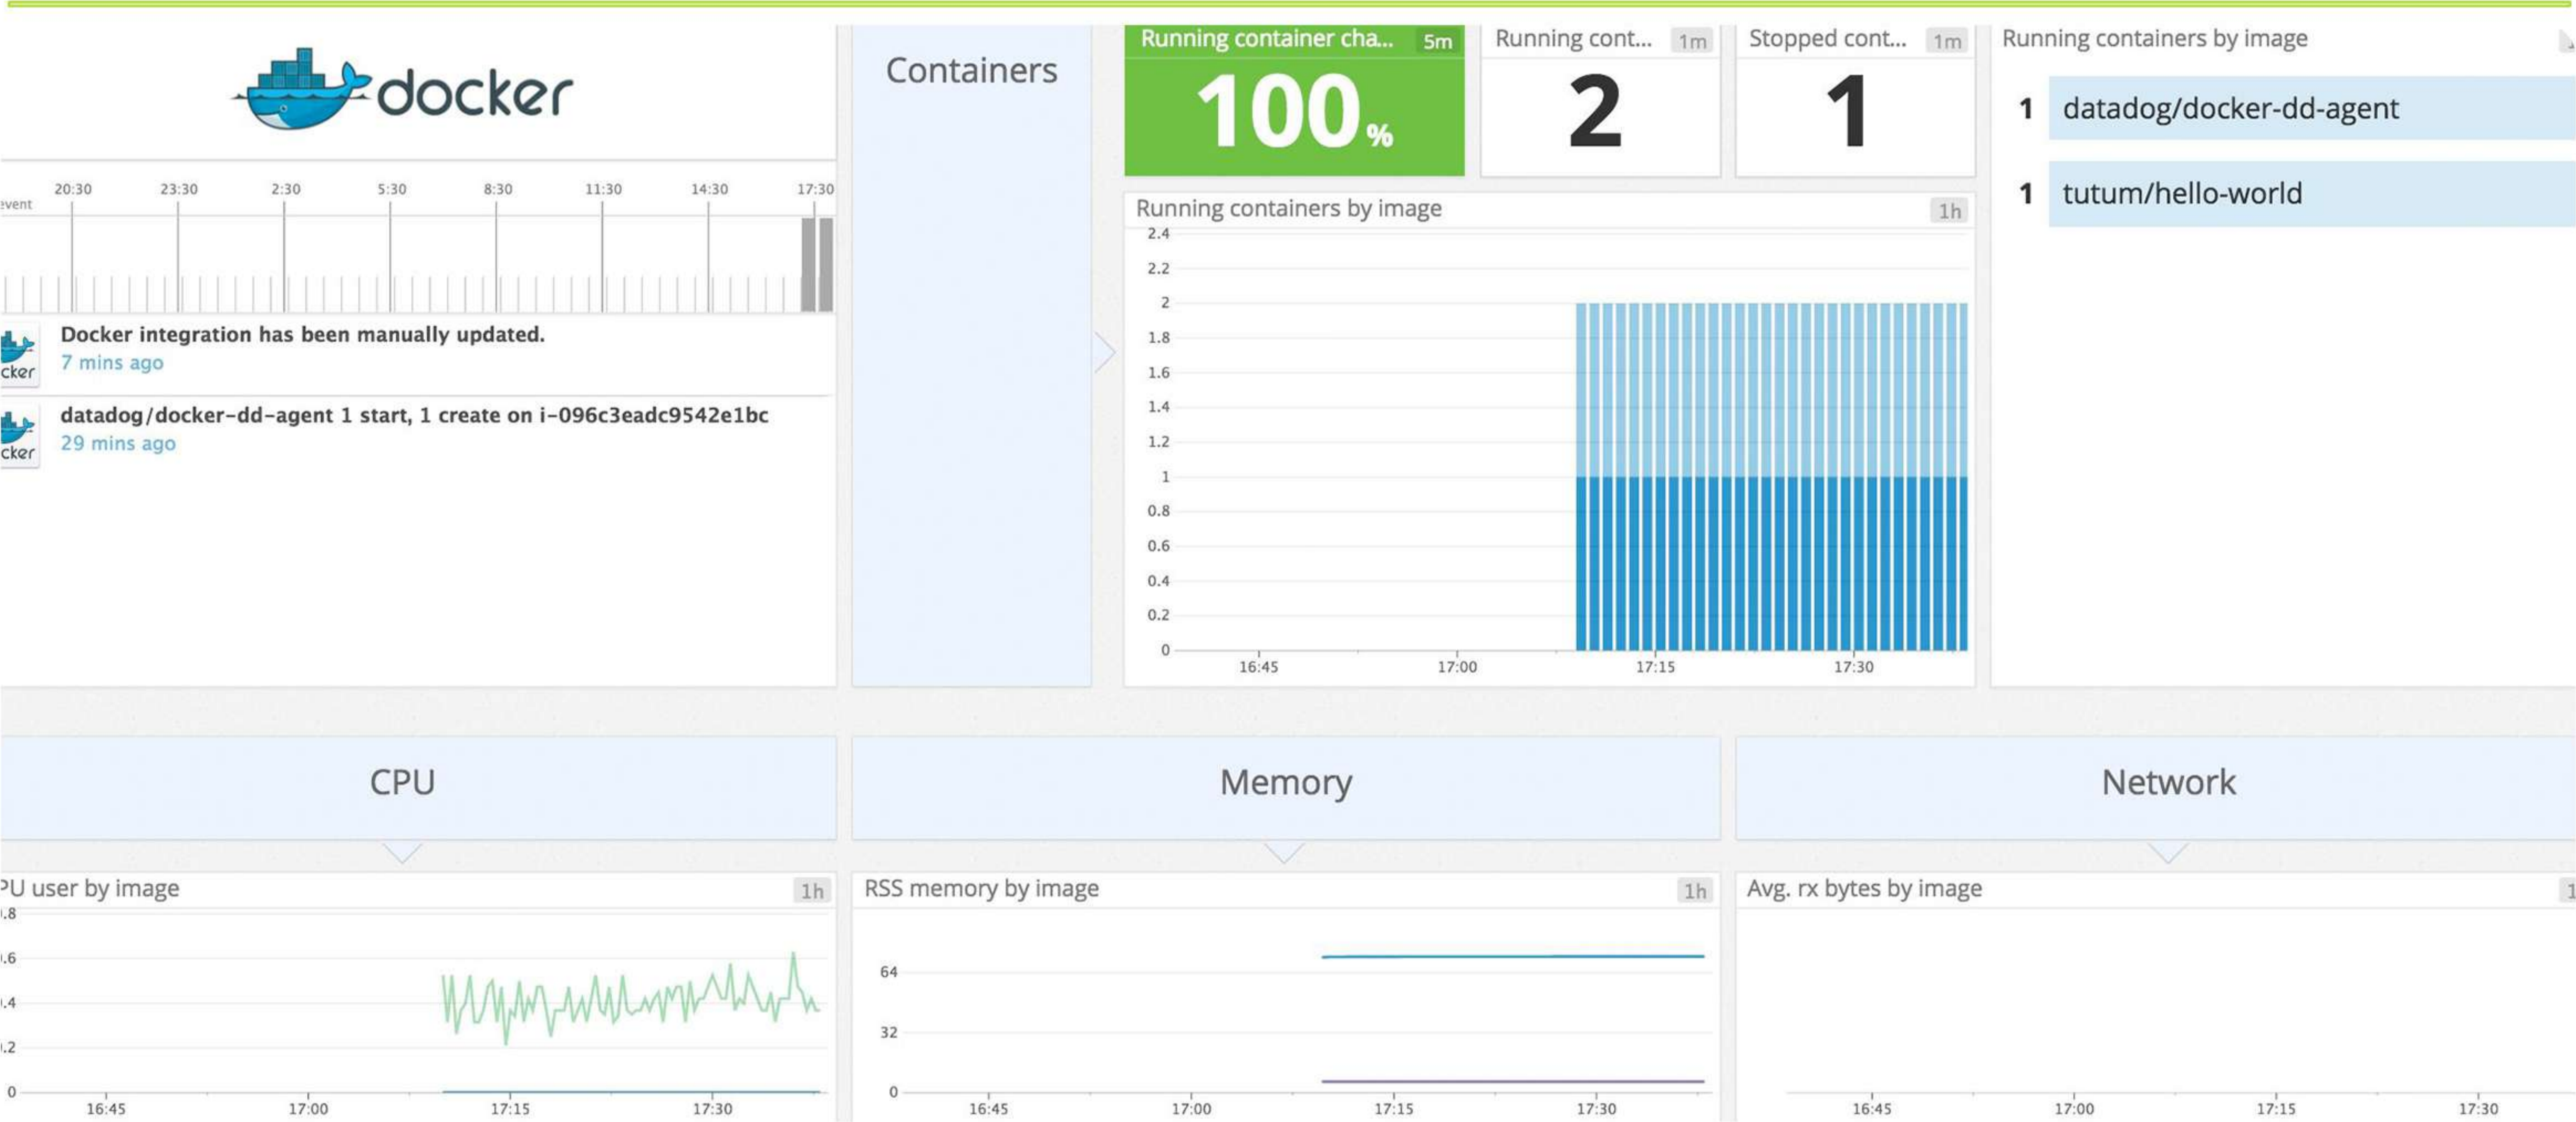 docker
20:30 23:30 2:30 5:30 8:30 11:30 14:30 17:30
event
Docker integration has been manually updated.
7 mins ago
cker
datadog/docker-dd-agent 1 start, 1 create on i-096c3eadc9542e1bc
29 mins ago
cker
Containers
Running container cha... 5m
100%
Running cont... 1m
2
Stopped cont... 1m
1
Running containers by image 1h
2.4
2.2
2
1.8
1.6
1.4
1.2
1
0.8
0.6
0.4
0.2
0
16:45 17:00 17:15 17:30
Running containers by image
1 datadog/docker-dd-agent
1 tutum/hello-world
CPU
PU user by image 1h
.8
.6
.4
.2
0
16:45 17:00 17:15 17:30
Memory
RSS memory by image 1h
64
32
0
16:45 17:00 17:15 17:30
Network
Avg. rx bytes by image 1
16:45 17:00 17:15 17:30